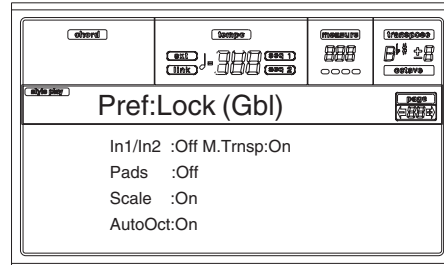 chord
tempo
measure
transpose
ext
seq 1
link
seq 2
octave
style play
Pref:Lock (Gbl)
page
In1/In2 :Off M.Trnsp:On
Pads :Off
Scale :On
AutoOct:On